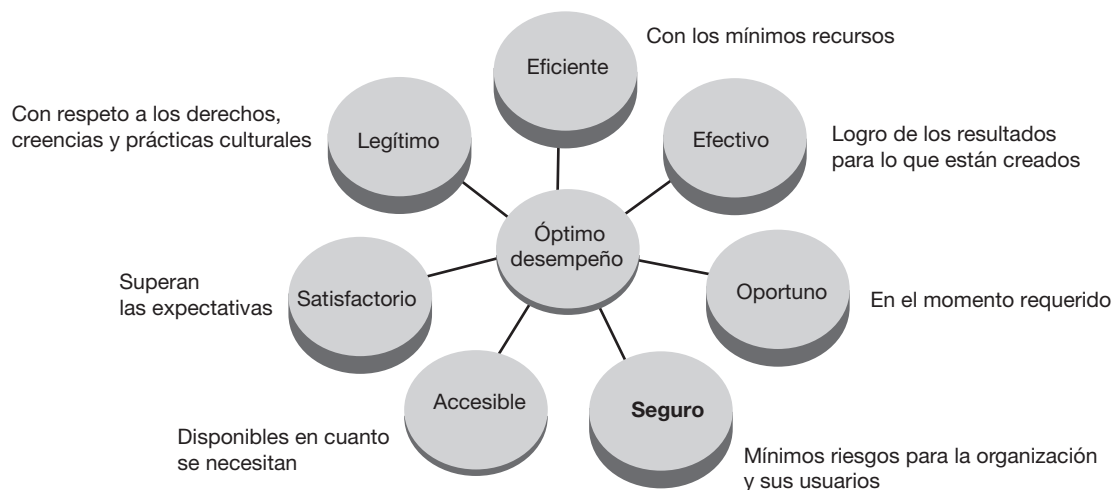 Eficiente
Con los mínimos recursos
Con respeto a los derechos,
creencias y prácticas culturales
Legítimo
Efectivo
Logro de los resultados
para lo que están creados
Óptimo
desempeño
Superan
las expectativas
Satisfactorio
Oportuno
En el momento requerido
Accesible
Disponibles en cuanto
se necesitan
Seguro
Mínimos riesgos para la organización
y sus usuarios